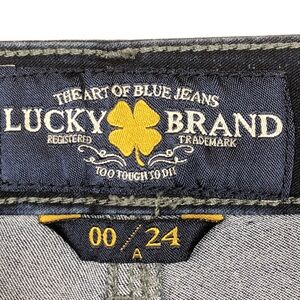 THE ART OF BLUE JEANS
LUCKY BRAND
REGISTERED TRADEMARK
TOO TOUGH TO DIE
00/24
A